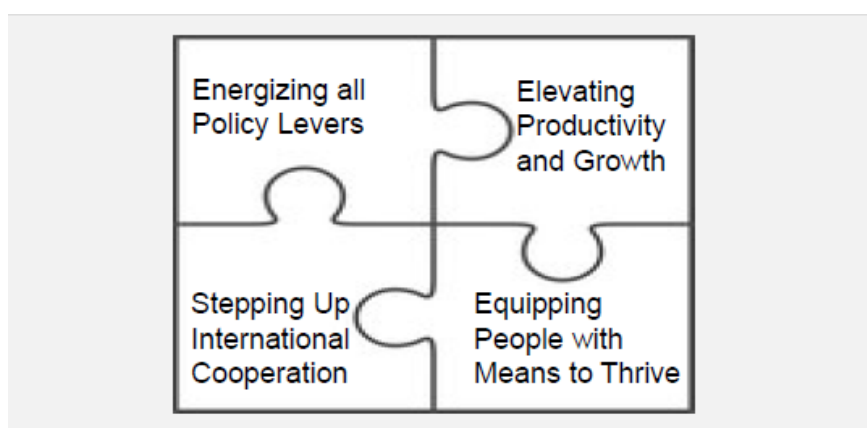 Energizing all
Policy Levers
Elevating
Productivity
and Growth
Stepping Up
International
Cooperation
Equipping
People with
Means to Thrive